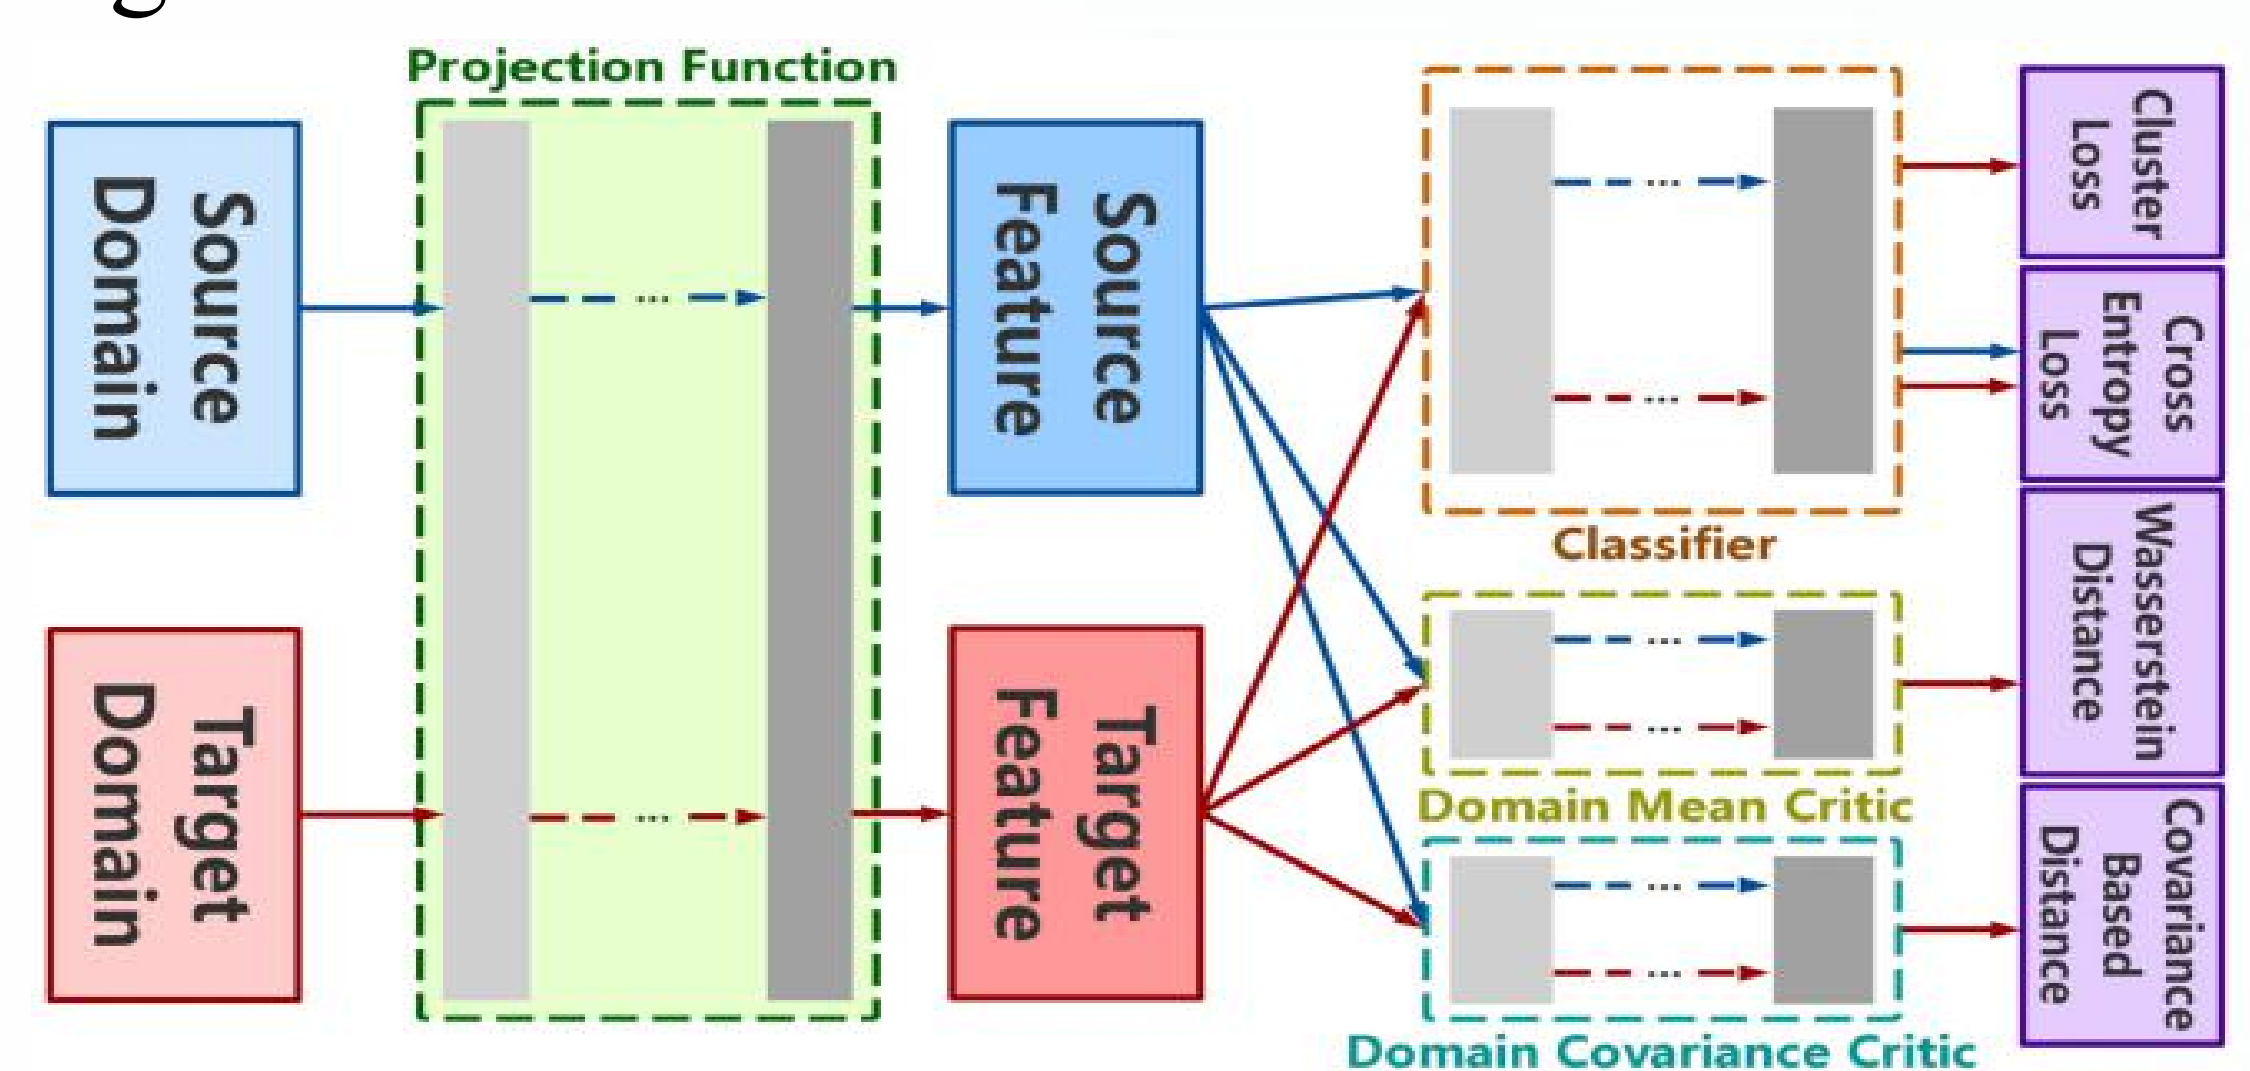 Projection Function
Source
Domain
Target
Domain
Source
Feature
Target
Feature
...
...
...
...
Classifier
...
...
Domain Mean Critic
...
...
Domain Covariance Critic
Cluster
Loss
Cross
Entropy
Loss
Wasserstein
Distance
Covariance
Based
Distance